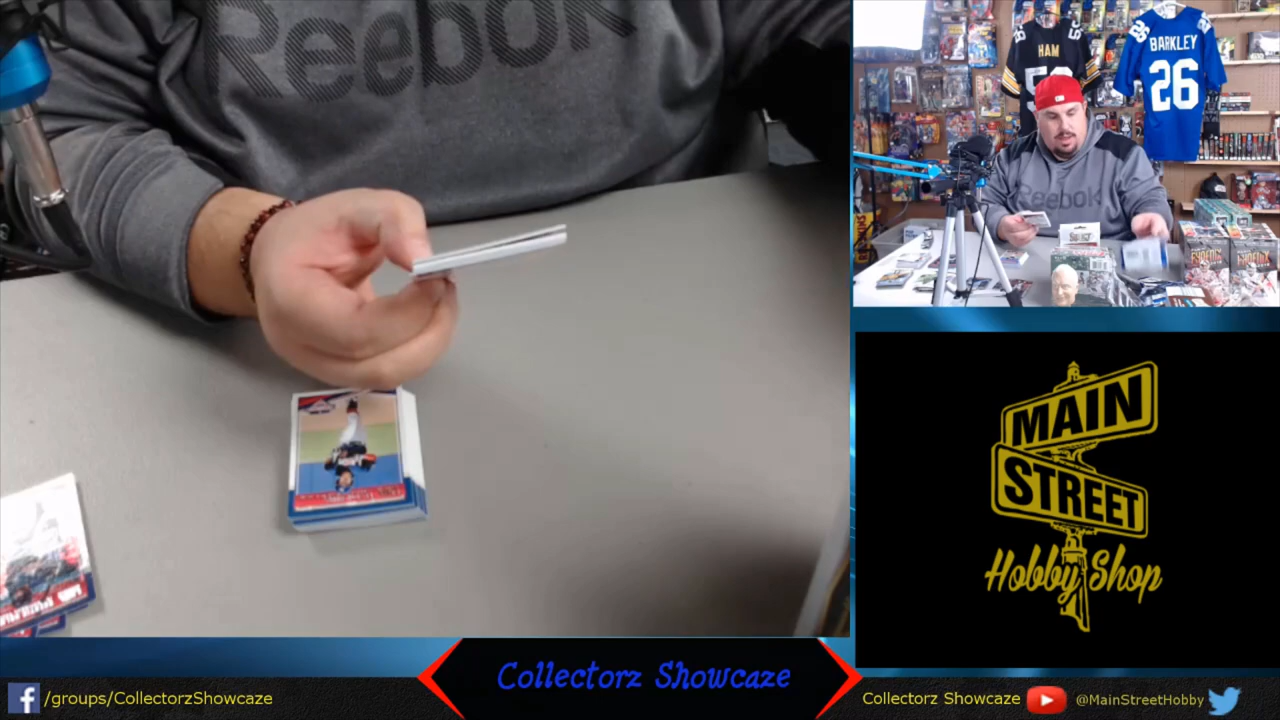 Reebok
HAM
BARKLEY
26
Reebok
MAIN
STREET
Hobby Shop
Collectorz Showcaze
/groups/CollectorzShowcaze
Collectorz Showcaze
@MainStreetHobby